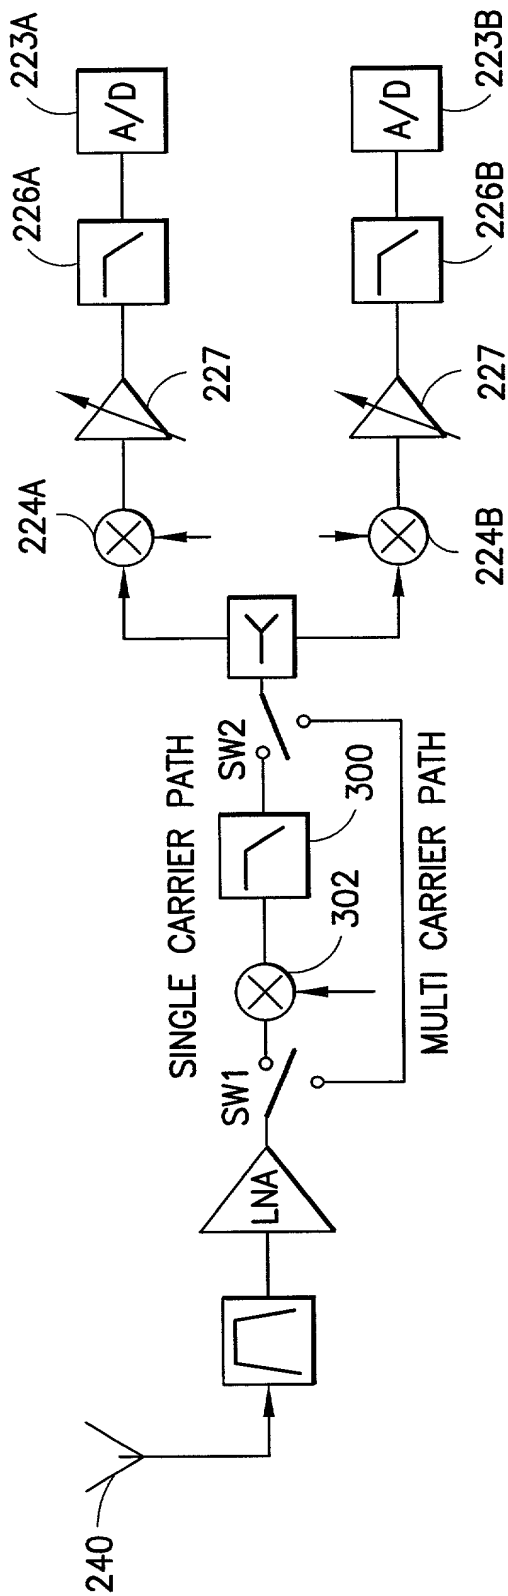 240
LNA
SW1
SINGLE CARRIER PATH
302
300
SW2
MULTI CARRIER PATH
224A
227
226A
223A
A/D
224B
227
226B
223B
A/D